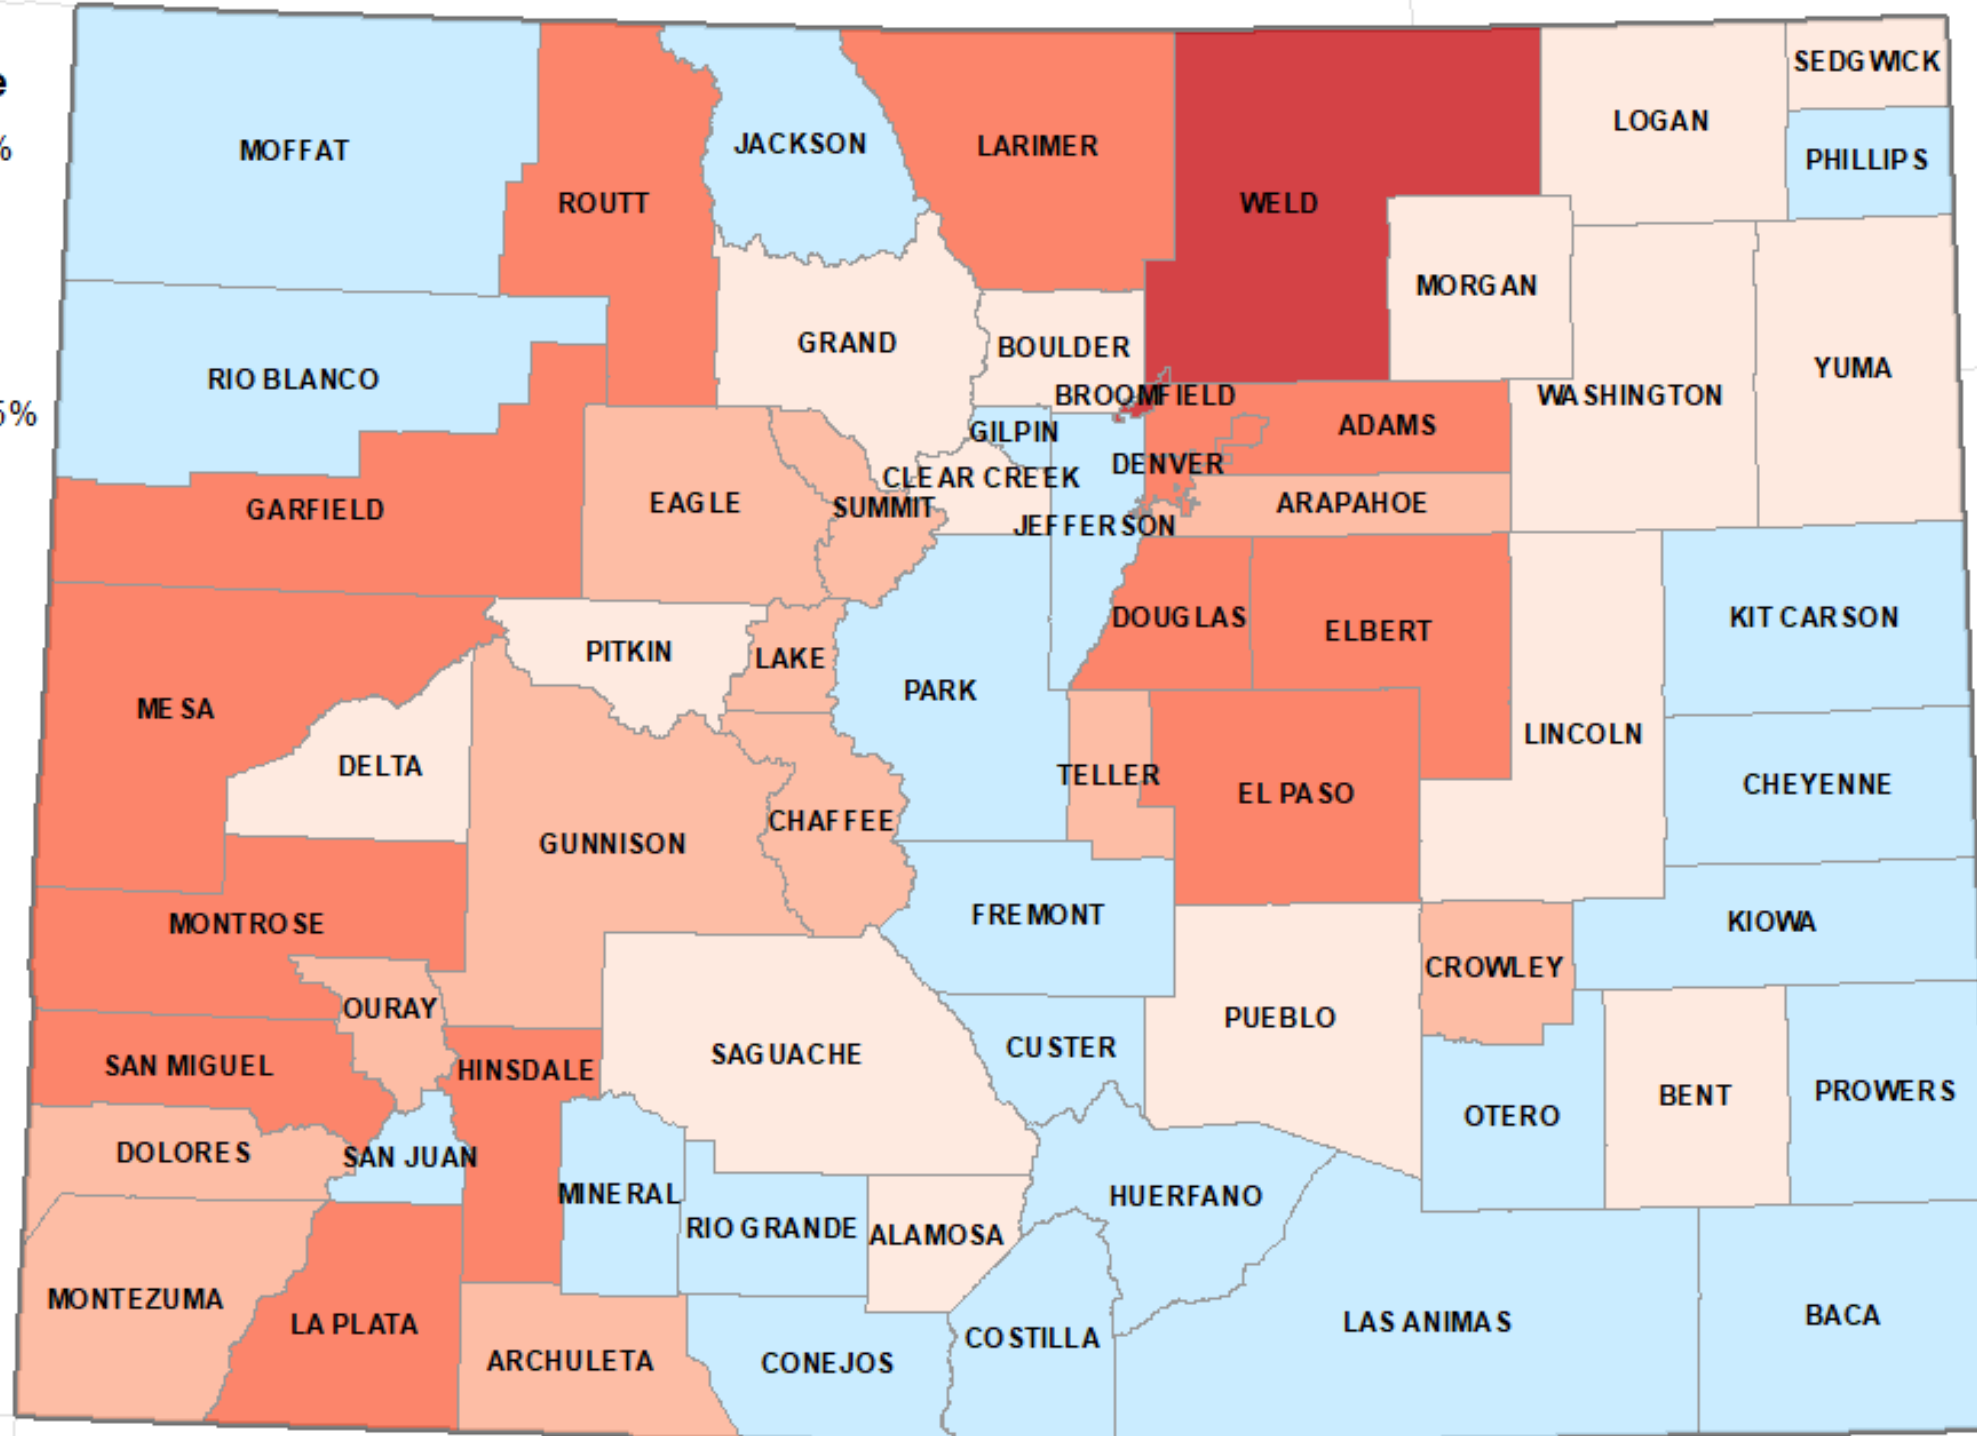 e
%
5%
SEDGWICK
LOGAN
MOFFAT
JACKSON
LARIMER
PHILLIPS
ROUTT
WELD
MORGAN
GRAND
BOULDER
YUMA
RIO BLANCO
BROOMFIELD
WASHINGTON
GILPIN
ADAMS
DENVER
CLEAR CREEK
EAGLE
ARAPAHOE
GARFIELD
SUMMIT
JEFFERSON
DOUGLAS
KIT CARSON
ELBERT
PITKIN
LAKE
PARK
MESA
LINCOLN
DELTA
TELLER
CHEYENNE
EL PASO
CHAFFEE
GUNNISON
FREMONT
KIOWA
MONTROSE
CROWLEY
OURAY
PUEBLO
CUSTER
SAGUACHE
SAN MIGUEL
HINSDALE
PROWERS
BENT
OTERO
DOLORES
SAN JUAN
MINERAL
HUERFANO
RIO GRANDE
ALAMOSA
MONTEZUMA
BACA
LAS ANIMAS
LA PLATA
COSTILLA
ARCHULETA
CONEJOS